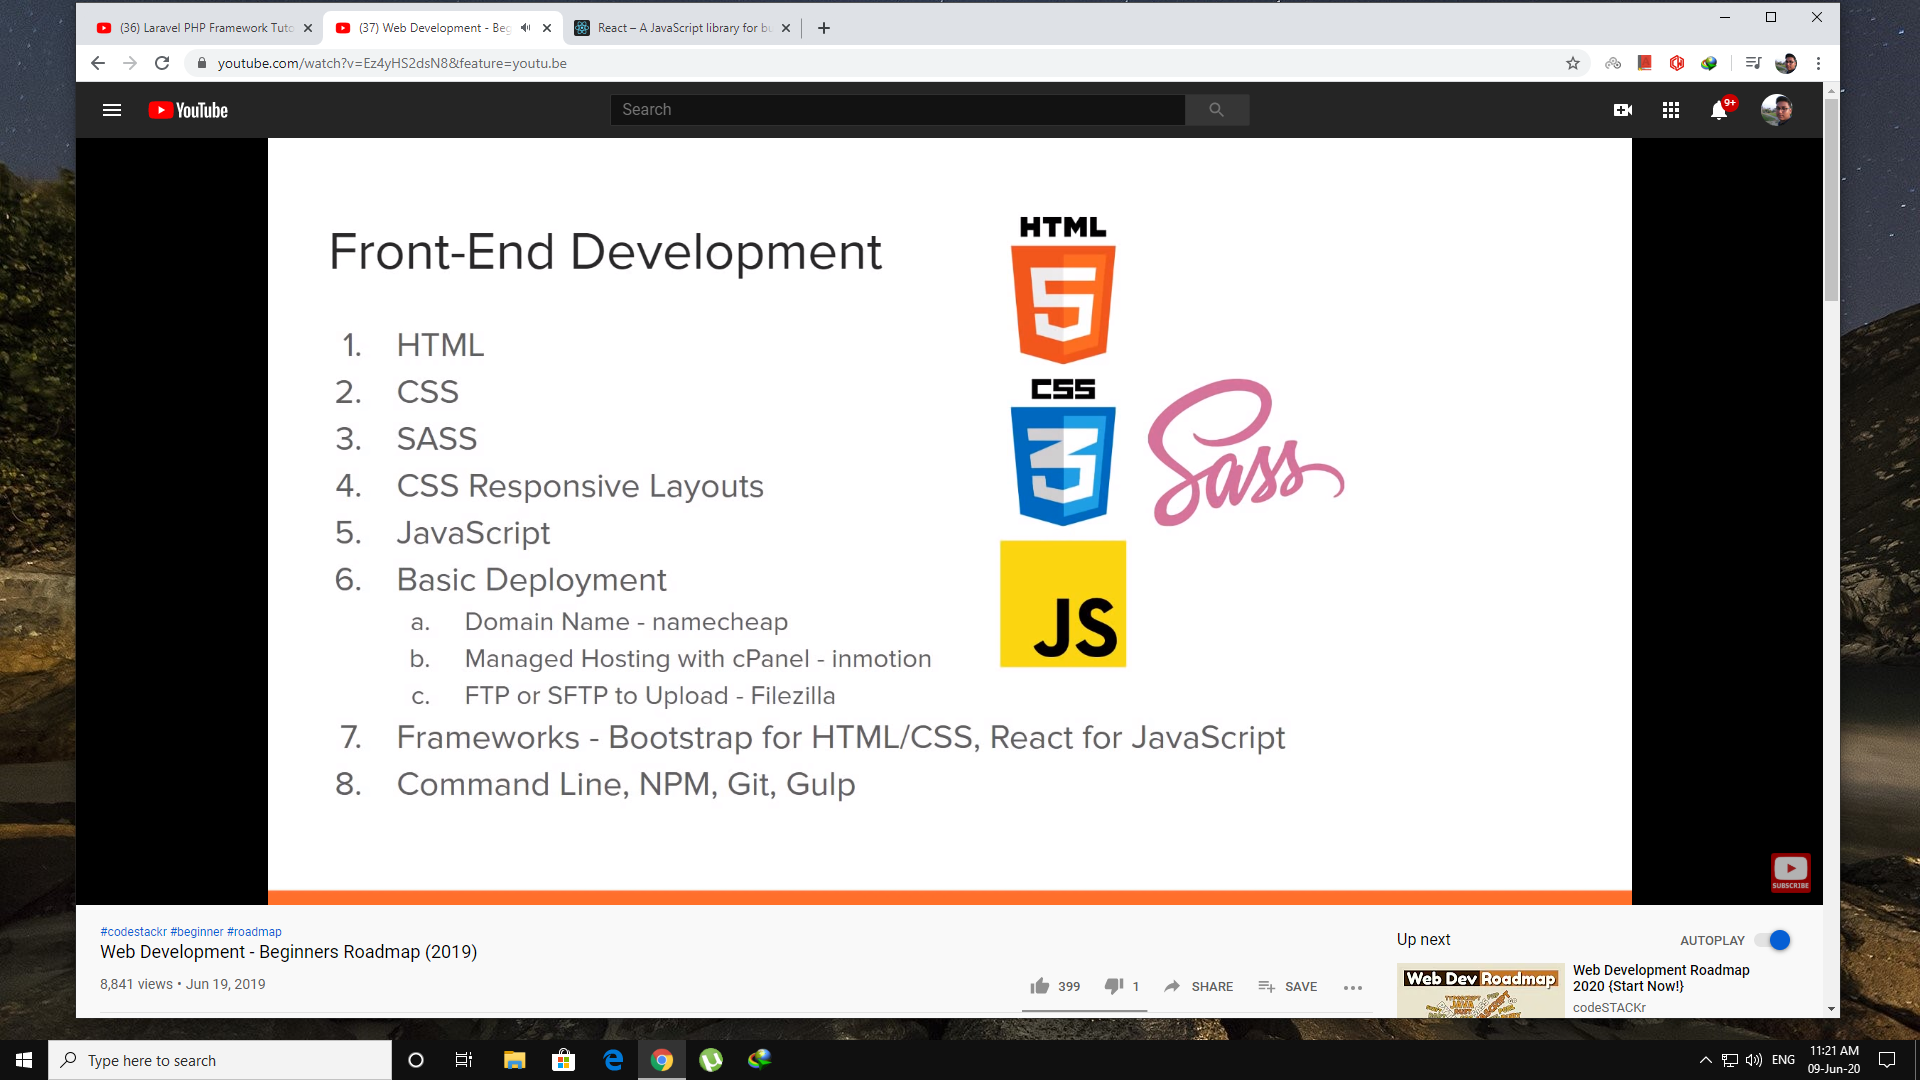 (36) Laravel PHP Framework Tuto
(37) Web Development - Beg
React – A JavaScript library for bu
youtube.com/watch?v=Ez4yHS2dsN8&feature=youtu.be
YouTube
Search
9+
Front-End Development
1. HTML
2. CSS
3. SASS
4. CSS Responsive Layouts
5. JavaScript
6. Basic Deployment
a. Domain Name - namecheap
b. Managed Hosting with cPanel - inmotion
c. FTP or SFTP to Upload - Filezilla
7. Frameworks - Bootstrap for HTML/CSS, React for JavaScript
8. Command Line, NPM, Git, Gulp
HTML
5
CSS
3
Sass
JS
SUBSCRIBE
#codestackr #beginner #roadmap
Web Development - Beginners Roadmap (2019)
8,841 views • Jun 19, 2019
399
1
SHARE
SAVE
Up next
AUTOPLAY
Web Dev Roadmap
Web Development Roadmap
2020 {Start Now!}
codeSTACKr
Type here to search
ENG
11:21 AM
09-Jun-20